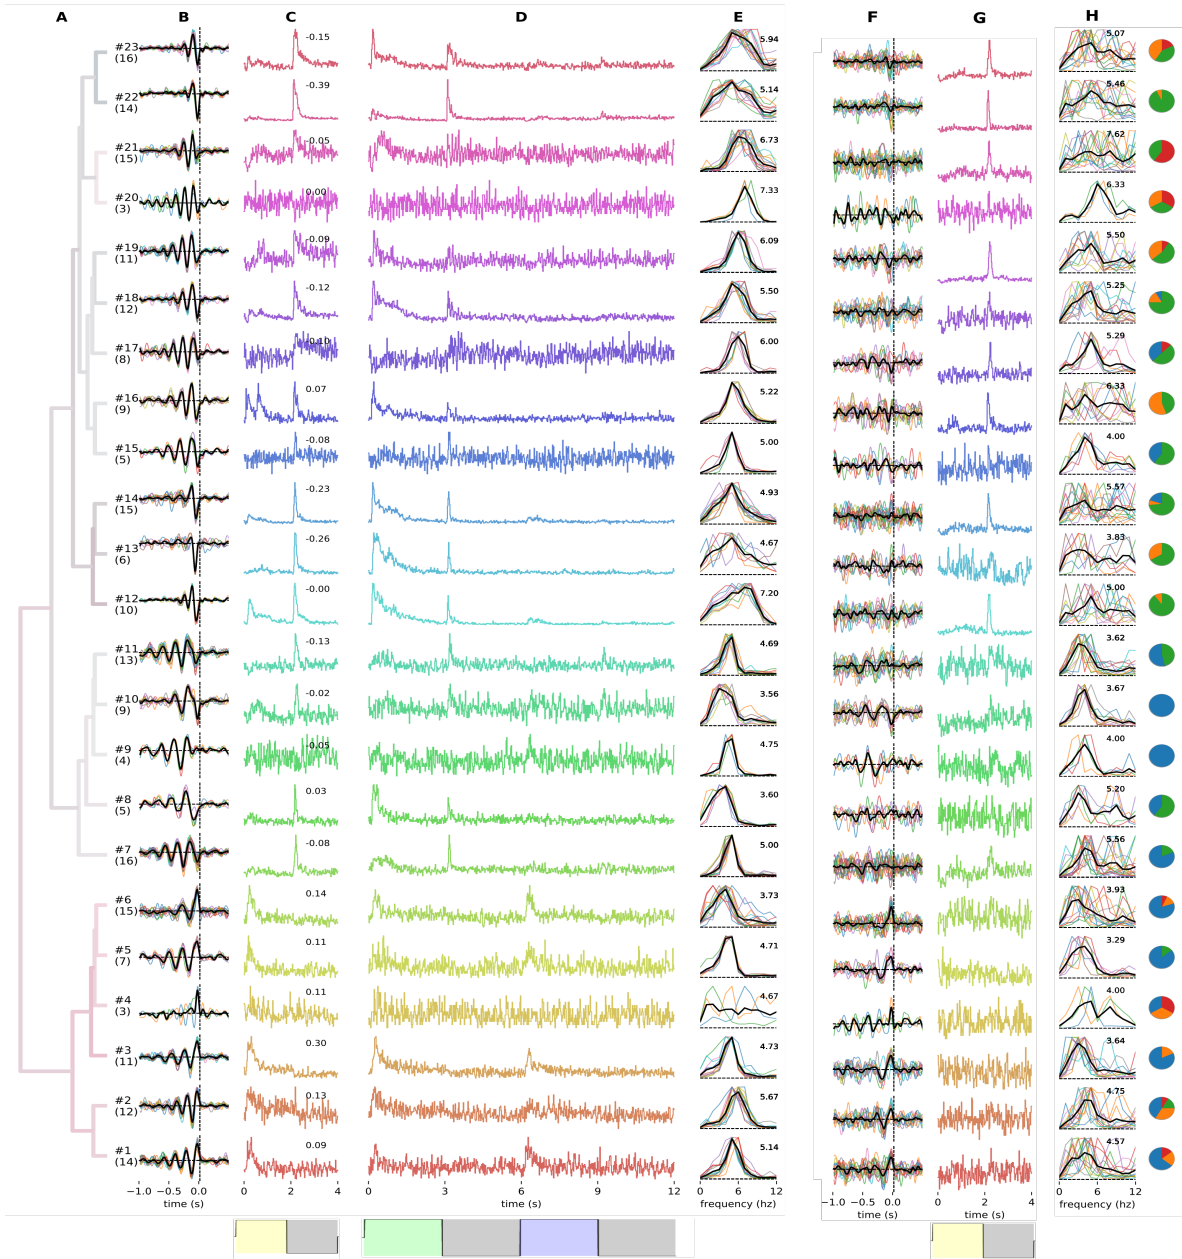 A B C D E F G H
#23 (16) -0.15 5.94 5.07
#22 (14) -0.39 5.14 5.46
#21 (15) -0.05 6.73 7.62
#20 (3) 0.00 7.33 6.33
#19 (11) -0.09 6.09 5.50
#18 (12) -0.12 5.50 5.25
#17 (8) -0.10 6.00 5.29
#16 (9) 0.07 5.22 6.33
#15 (5) -0.08 5.00 4.00
#14 (15) -0.23 4.93 5.57
#13 (6) -0.26 4.67 3.83
#12 (10) -0.00 7.20 5.00
#11 (13) -0.13 4.69 3.62
#10 (9) -0.02 3.56 3.67
#9 (4) -0.05 4.75 4.00
#8 (5) 0.03 3.60 5.20
#7 (16) -0.08 5.00 5.56
#6 (15) 0.14 3.73 3.93
#5 (7) 0.11 4.71 3.29
#4 (3) 0.11 4.67 4.00
#3 (11) 0.30 4.73 3.64
#2 (12) 0.13 5.67 4.75
#1 (14) 0.09 5.14 4.57
−1.0 −0.5 0.0 0 2 4 0 3 6 9 12 0 6 12 −1.0 −0.5 0.0 0 2 4 0 6 12
time (s) time (s) time (s) frequency (hz) time (s) time (s) frequency (hz)